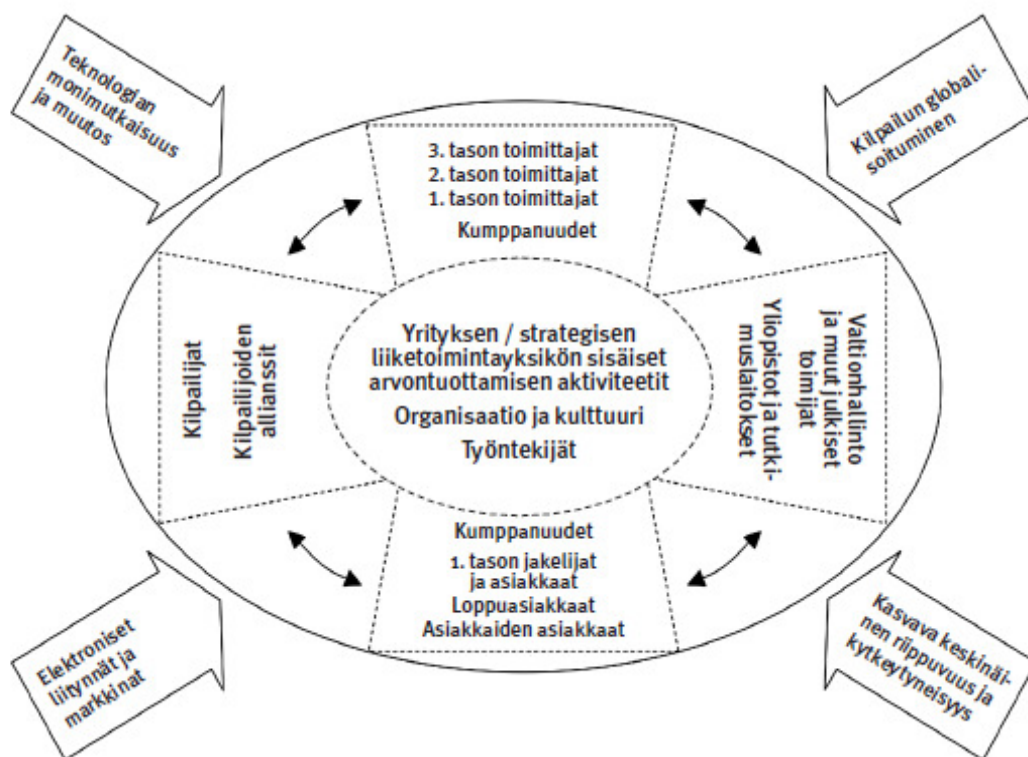 Teknologian
monimutkaisuus
ja muutos
Kilpailun globali-
soituminen
3. tason toimittajat
2. tason toimittajat
1. tason toimittajat
Kumppanuudet
Kilpailijat
Kilpailijoiden
allianssit
Yrityksen / strategisen
liiketoimintayksikön sisäiset
arvontuottamisen aktiviteetit
Organisaatio ja kulttuuri
Työntekijät
Valtionhallinto
ja muut julkiset
toimijat
Yliopistot ja tutki-
muslaitokset
Kumppanuudet
1. tason jakelijat
ja asiakkaat
Loppuasiakkaat
Asiakkaiden asiakkaat
Elektroniset
liitynnät ja
markkinat
Kasvava keskinäi-
nen riippuvuus ja
kytkeytyneisyys